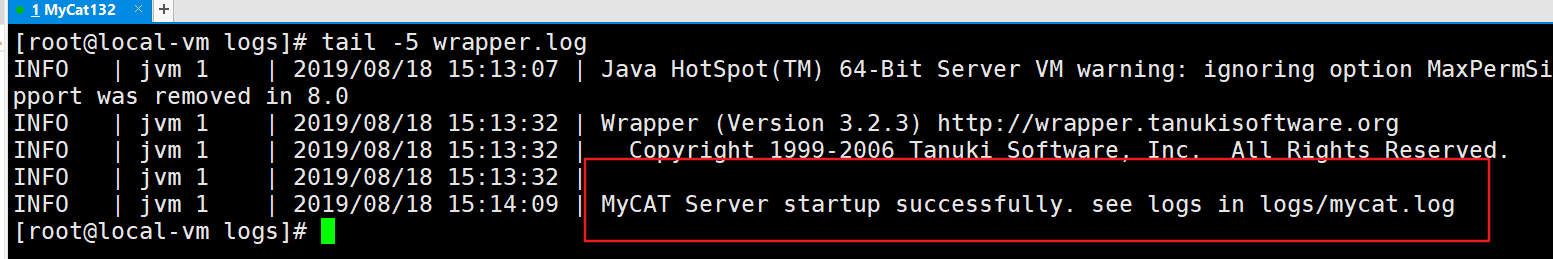 1 MyCat132 × +
[root@local-vm logs]# tail -5 wrapper.log
INFO   | jvm 1    | 2019/08/18 15:13:07 | Java HotSpot(TM) 64-Bit Server VM warning: ignoring option MaxPermSi
pport was removed in 8.0
INFO   | jvm 1    | 2019/08/18 15:13:32 | Wrapper (Version 3.2.3) http://wrapper.tanukisoftware.org
INFO   | jvm 1    | 2019/08/18 15:13:32 |   Copyright 1999-2006 Tanuki Software, Inc.  All Rights Reserved.
INFO   | jvm 1    | 2019/08/18 15:13:32 |
INFO   | jvm 1    | 2019/08/18 15:14:09 | MyCAT Server startup successfully. see logs in logs/mycat.log
[root@local-vm logs]#